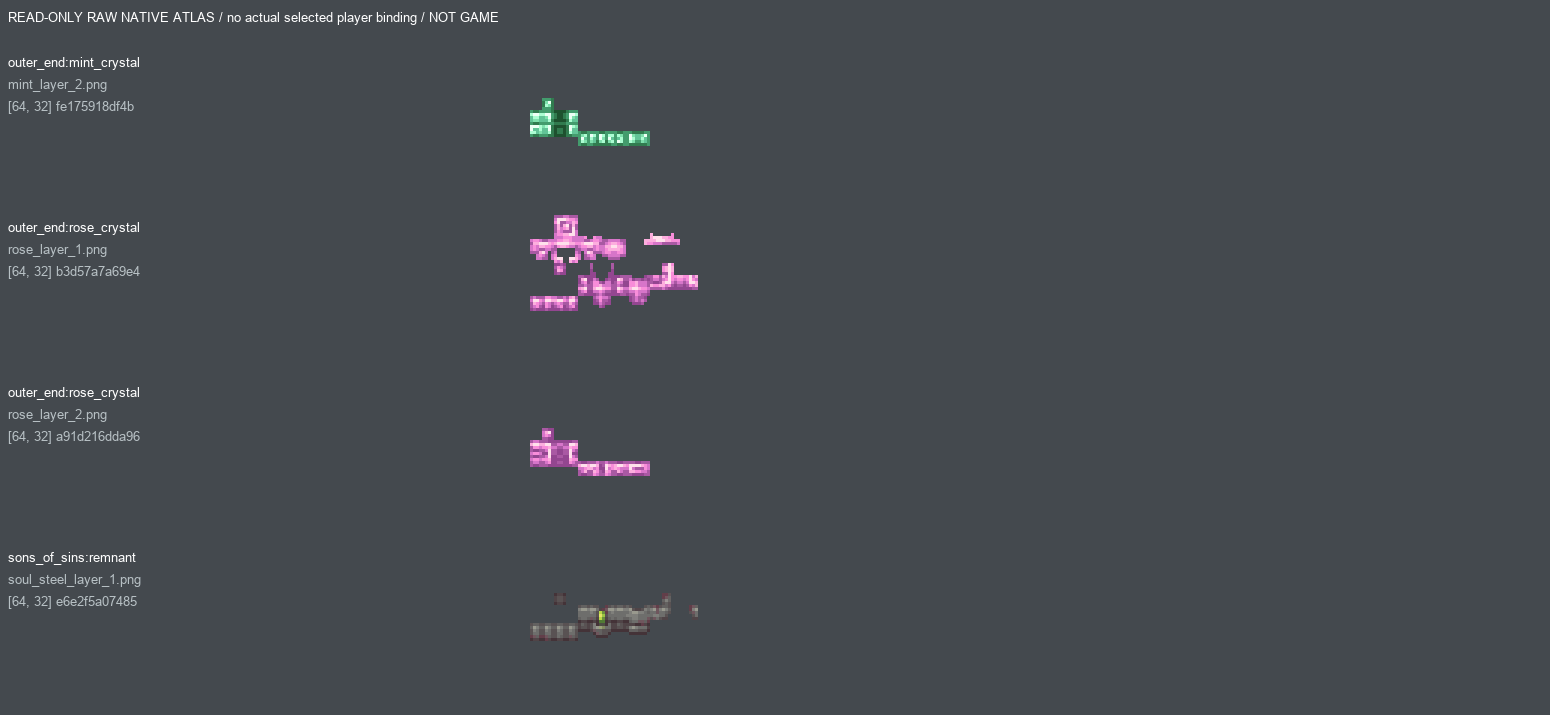 READ-ONLY RAW NATIVE ATLAS / no actual selected player binding / NOT GAME
outer_end:mint_crystal
mint_layer_2.png
[64, 32] fe175918df4b
outer_end:rose_crystal
rose_layer_1.png
[64, 32] b3d57a7a69e4
outer_end:rose_crystal
rose_layer_2.png
[64, 32] a91d216dda96
sons_of_sins:remnant
soul_steel_layer_1.png
[64, 32] e6e2f5a07485